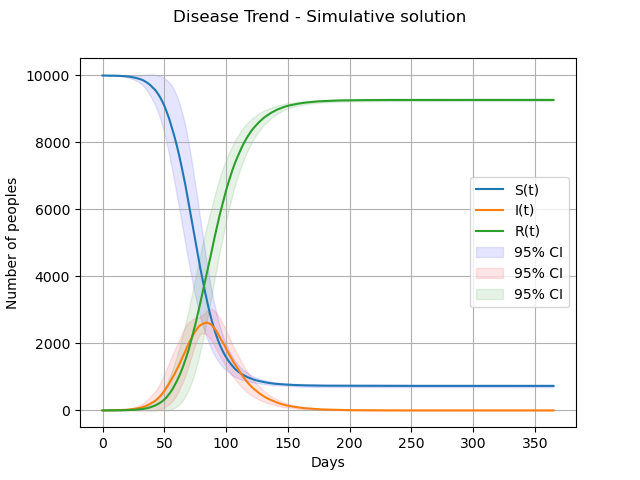 Disease Trend - Simulative solution
10000
8000
6000
4000
2000
0
Number of peoples
S(t)
I(t)
R(t)
95% CI
95% CI
95% CI
0 50 100 150 200 250 300 350
Days